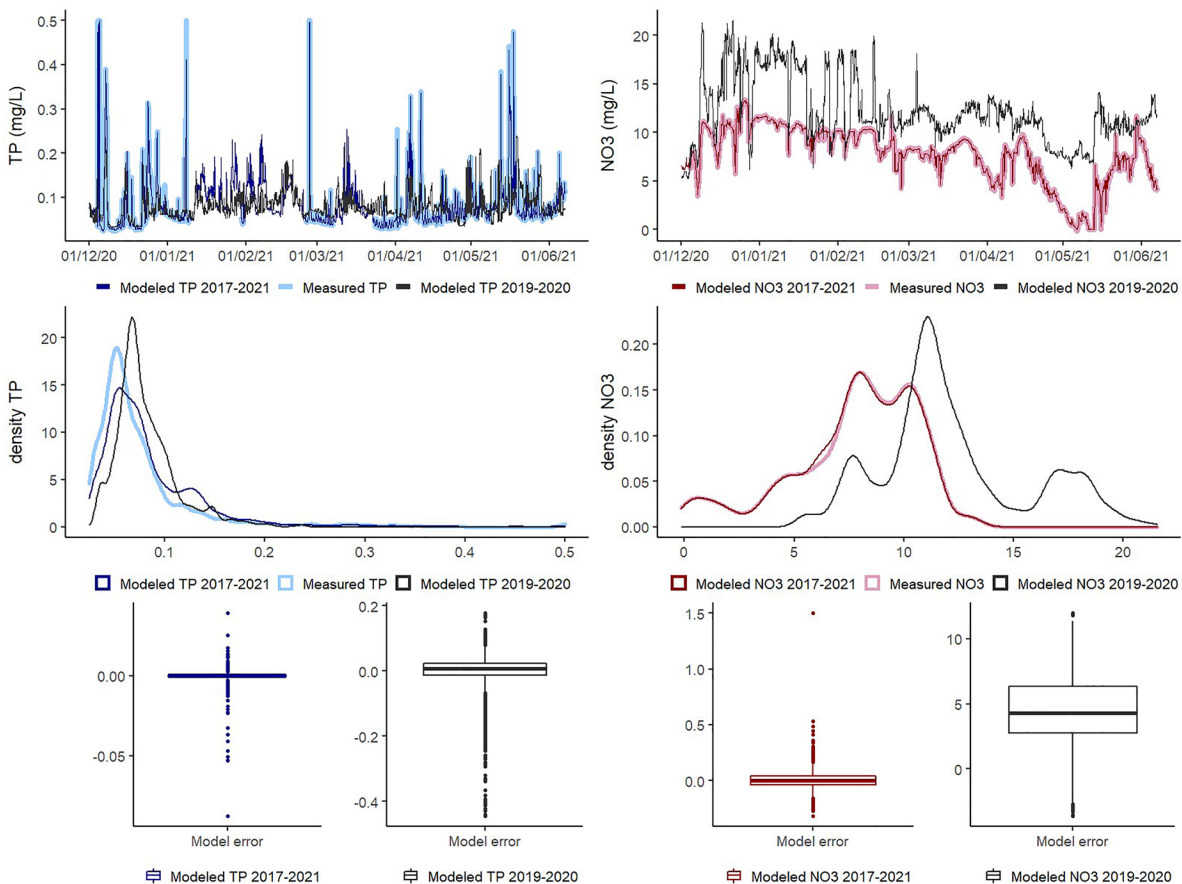 TP (mg/L)
0.5
0.4
0.3
0.2
0.1
01/12/20 01/01/21 01/02/21 01/03/21 01/04/21 01/05/21 01/06/21
Modeled TP 2017-2021 Measured TP Modeled TP 2019-2020
NO3 (mg/L)
20
15
10
5
0
01/12/20 01/01/21 01/02/21 01/03/21 01/04/21 01/05/21 01/06/21
Modeled NO3 2017-2021 Measured NO3 Modeled NO3 2019-2020
density TP
20
15
10
5
0
0.1 0.2 0.3 0.4 0.5
Modeled TP 2017-2021 Measured TP Modeled TP 2019-2020
density NO3
0.20
0.15
0.10
0.05
0.00
0 5 10 15 20
Modeled NO3 2017-2021 Measured NO3 Modeled NO3 2019-2020
0.00
-0.05
Model error
Modeled TP 2017-2021
0.2
0.0
-0.2
-0.4
Model error
Modeled TP 2019-2020
1.5
1.0
0.5
0.0
Model error
Modeled NO3 2017-2021
10
5
0
Model error
Modeled NO3 2019-2020